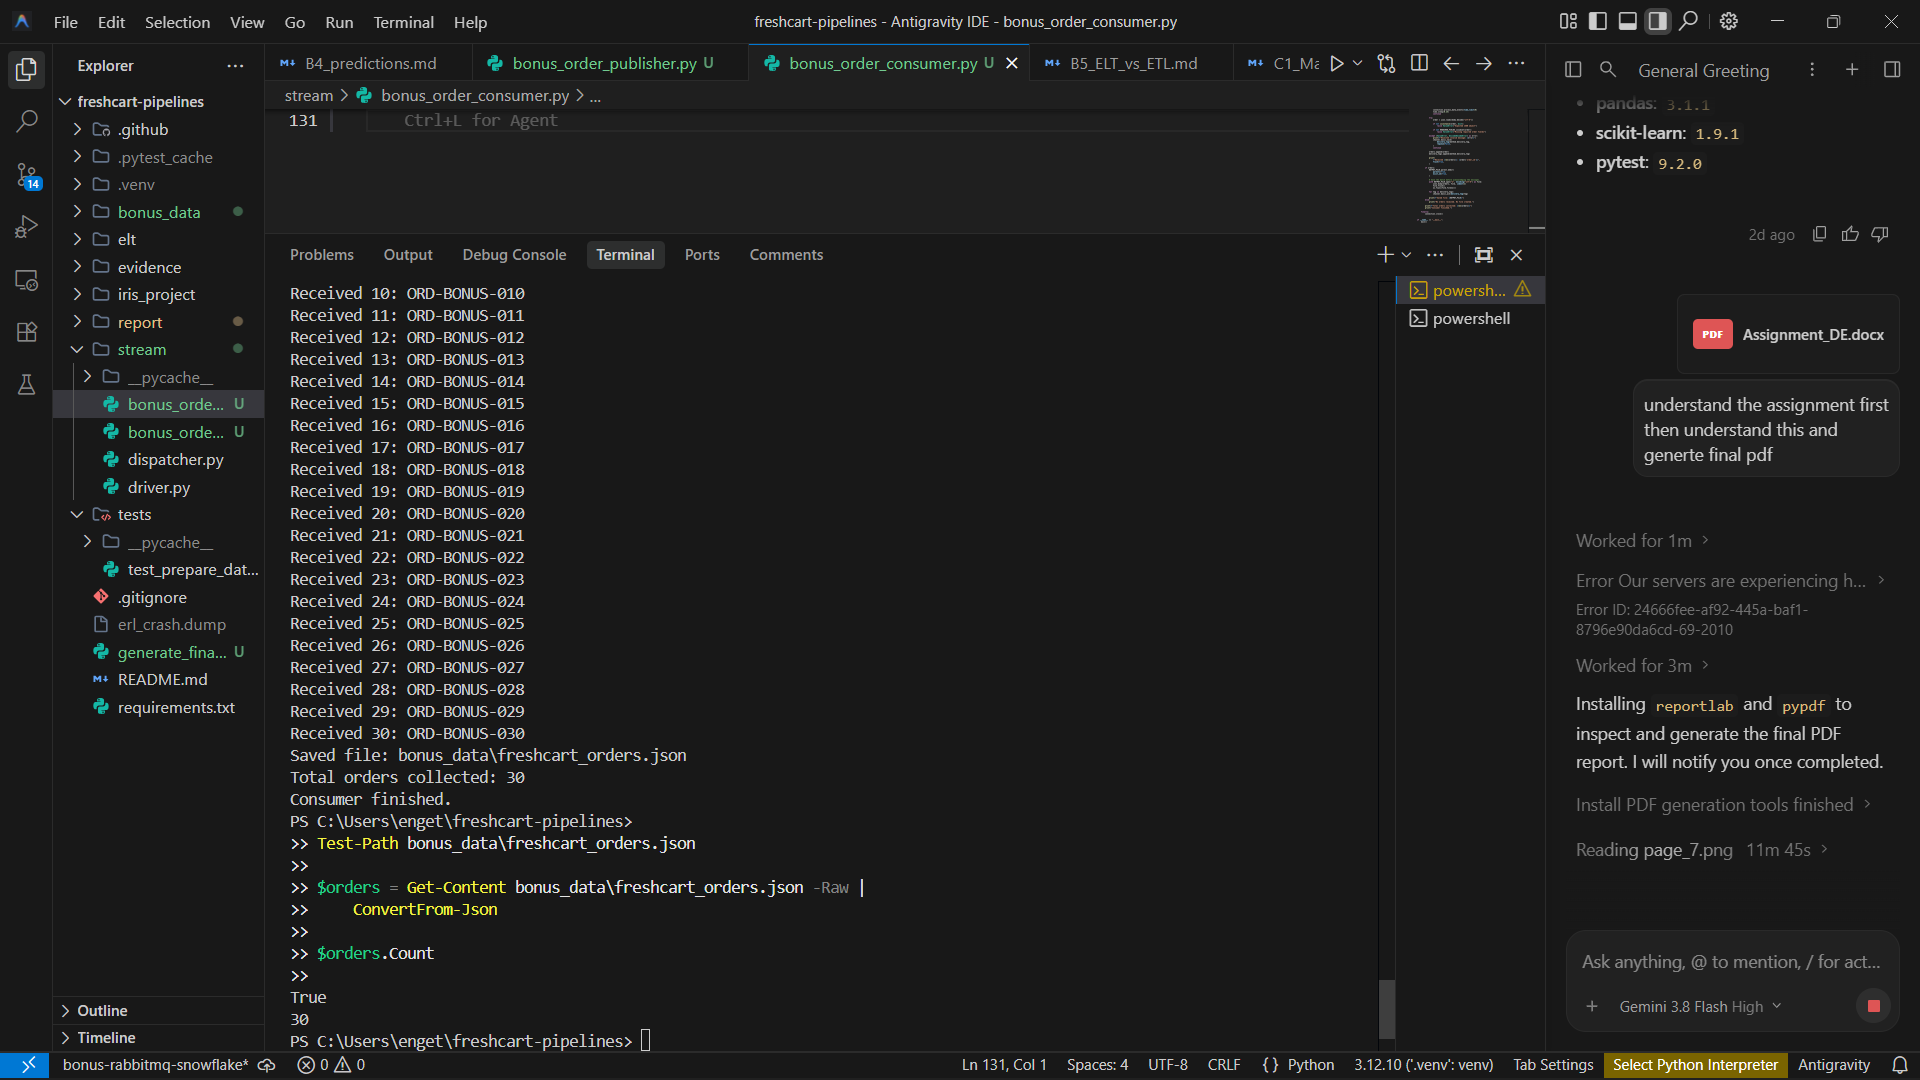 File Edit Selection View Go Run Terminal Help
freshcart-pipelines - Antigravity IDE - bonus_order_consumer.py
Explorer
freshcart-pipelines
.github
.pytest_cache
.venv
bonus_data
elt
evidence
iris_project
report
stream
__pycache__
bonus_orde... U
bonus_orde... U
dispatcher.py
driver.py
tests
__pycache__
test_prepare_dat...
.gitignore
erl_crash.dump
generate_fina... U
README.md
requirements.txt
Outline
Timeline
14
B4_predictions.md
bonus_order_publisher.py U
bonus_order_consumer.py U
B5_ELT_vs_ETL.md
C1_Ma
stream > bonus_order_consumer.py > ...
131 Ctrl+L for Agent
Problems Output Debug Console Terminal Ports Comments
Received 10: ORD-BONUS-010
Received 11: ORD-BONUS-011
Received 12: ORD-BONUS-012
Received 13: ORD-BONUS-013
Received 14: ORD-BONUS-014
Received 15: ORD-BONUS-015
Received 16: ORD-BONUS-016
Received 17: ORD-BONUS-017
Received 18: ORD-BONUS-018
Received 19: ORD-BONUS-019
Received 20: ORD-BONUS-020
Received 21: ORD-BONUS-021
Received 22: ORD-BONUS-022
Received 23: ORD-BONUS-023
Received 24: ORD-BONUS-024
Received 25: ORD-BONUS-025
Received 26: ORD-BONUS-026
Received 27: ORD-BONUS-027
Received 28: ORD-BONUS-028
Received 29: ORD-BONUS-029
Received 30: ORD-BONUS-030
Saved file: bonus_data\freshcart_orders.json
Total orders collected: 30
Consumer finished.
PS C:\Users\enget\freshcart-pipelines>
>> Test-Path bonus_data\freshcart_orders.json
>>
>> $orders = Get-Content bonus_data\freshcart_orders.json -Raw |
>>     ConvertFrom-Json
>>
>> $orders.Count
>>
True
30
PS C:\Users\enget\freshcart-pipelines>
powersh...
powershell
General Greeting
pandas: 3.1.1
scikit-learn: 1.9.1
pytest: 9.2.0
2d ago
PDF Assignment_DE.docx
understand the assignment first
then understand this and
generte final pdf
Worked for 1m >
Error Our servers are experiencing h... >
Error ID: 24666fee-af92-445a-baf1-
8796e90da6cd-69-2010
Worked for 3m >
Installing reportlab and pypdf to
inspect and generate the final PDF
report. I will notify you once completed.
Install PDF generation tools finished >
Reading page_7.png 11m 45s >
Ask anything, @ to mention, / for act...
Gemini 3.8 Flash High
bonus-rabbitmq-snowflake* 0 0
Ln 131, Col 1 Spaces: 4 UTF-8 CRLF {} Python 3.12.10 ('.venv': venv) Tab Settings Select Python Interpreter Antigravity